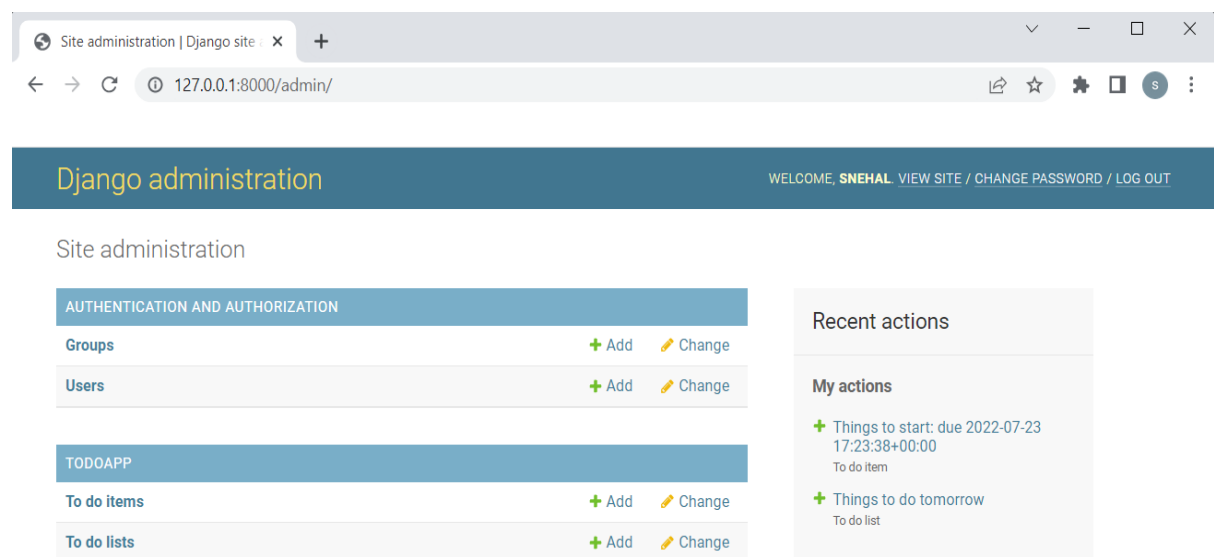 Site administration | Django site
127.0.0.1:8000/admin/
S
Django administration
WELCOME, SNEHAL. VIEW SITE / CHANGE PASSWORD / LOG OUT
Site administration
AUTHENTICATION AND AUTHORIZATION
Groups Add Change
Users Add Change
TODOAPP
To do items Add Change
To do lists Add Change
Recent actions
My actions
Things to start: due 2022-07-23
17:23:38+00:00
To do item
Things to do tomorrow
To do list